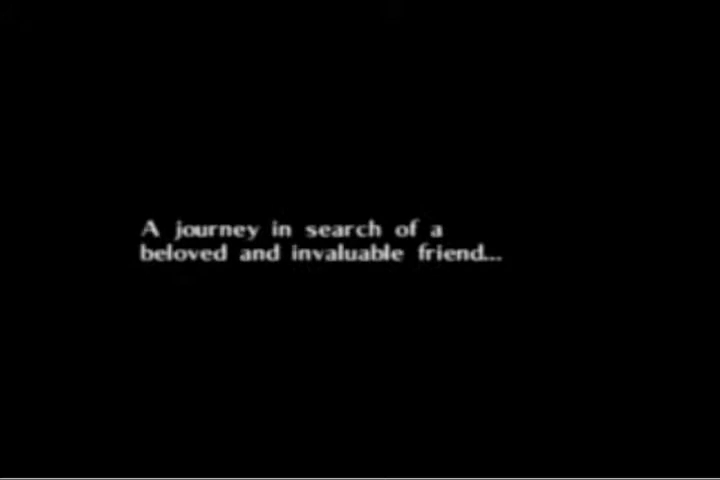 A journey in search of a
beloved and invaluable friend...